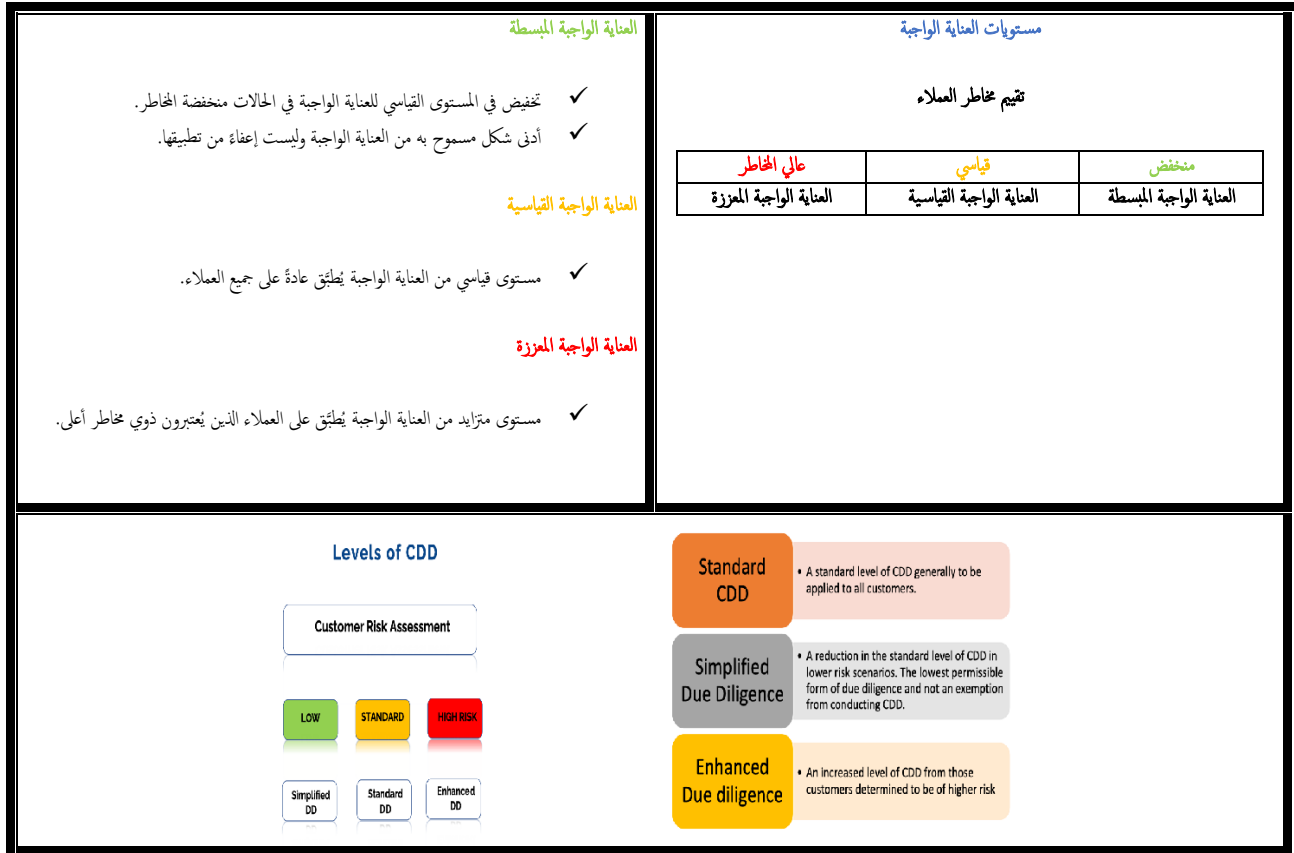 مستويات العناية الواجبة
تقييم مخاطر العملاء
منخفض قياسي عالي المخاطر
العناية الواجبة المبسطة العناية الواجبة القياسية العناية الواجبة المعززة
العناية الواجبة المبسطة
✓ تخفيض في المستوى القياسي للعناية الواجبة في الحالات منخفضة المخاطر.
✓ أدنى شكل مسموح به من العناية الواجبة وليست إعفاءً من تطبيقها.
العناية الواجبة القياسية
✓ مستوى قياسي من العناية الواجبة يُطبَّق عادةً على جميع العملاء.
العناية الواجبة المعززة
✓ مستوى متزايد من العناية الواجبة يُطبَّق على العملاء الذين يُعتبرون ذوي مخاطر أعلى.
Levels of CDD
Customer Risk Assessment
LOW STANDARD HIGH RISK
Simplified
DD
Standard
DD
Enhanced
DD
Standard
CDD
• A standard level of CDD generally to be
applied to all customers.
Simplified
Due Diligence
• A reduction in the standard level of CDD in
lower risk scenarios. The lowest permissible
form of due diligence and not an exemption
from conducting CDD.
Enhanced
Due diligence
• An increased level of CDD from those
customers determined to be of higher risk